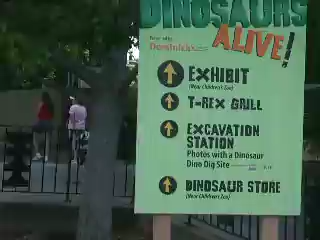 DINOSAURS
ALIVE!
EXHIBIT
(Near Children's Zoo)
T-REX GRILL
EXCAVATION
STATION
Photos with a Dinosaur
Dino Dig Site
DINOSAUR STORE
(Near Children's Zoo)